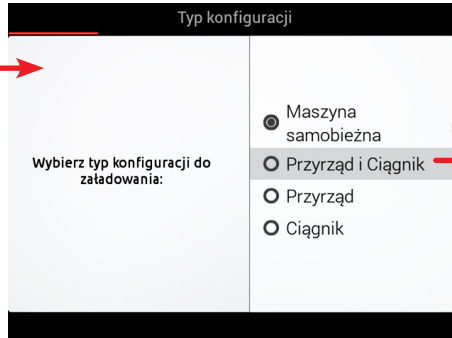 Typ konfiguracji
Wybierz typ konfiguracji do
załadowania:
Maszyna
samobieżna
Przyrząd i Ciągnik
Przyrząd
Ciągnik